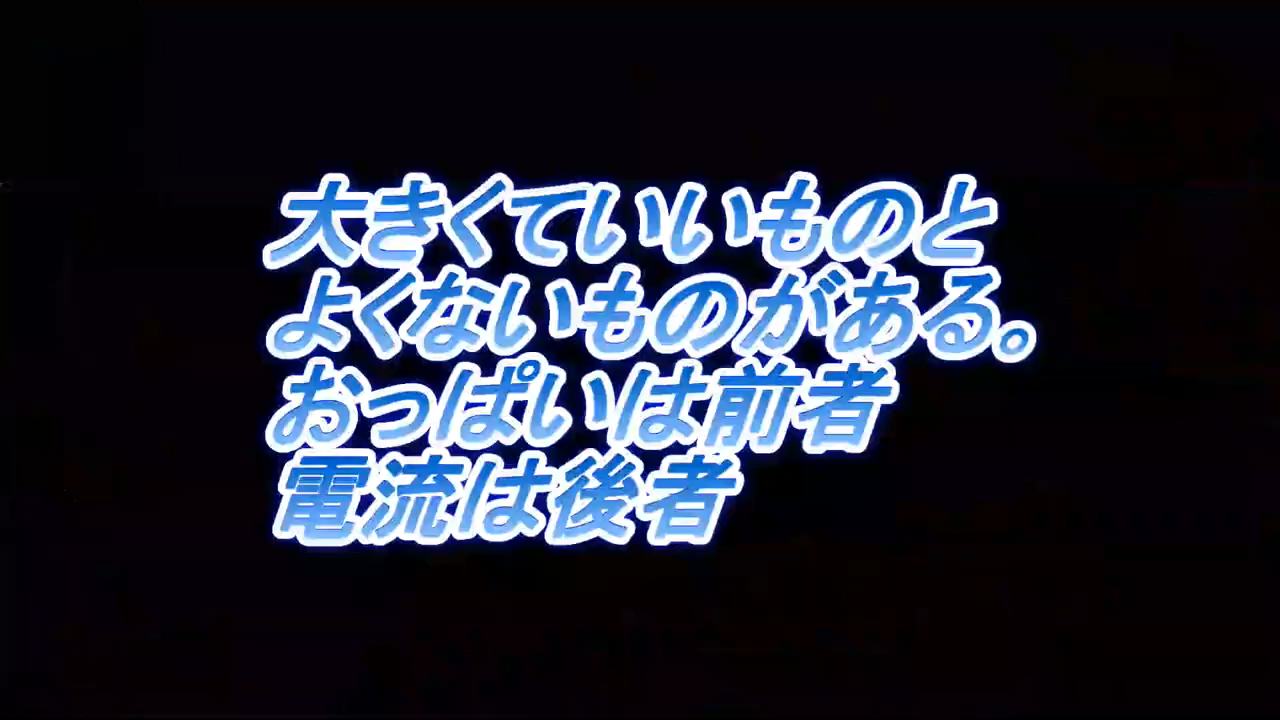 大きくていいものと
よくないものがある。
おっぱいは前者
電流は後者